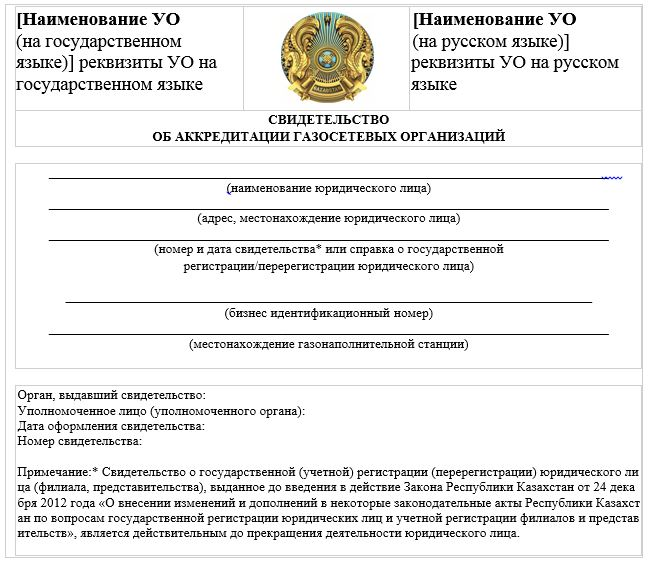 [Наименование УО
(на государственном
языке)] реквизиты УО на
государственном языке
ҚАЗАҚСТАН
[Наименование УО
(на русском языке)]
реквизиты УО на русском
языке
СВИДЕТЕЛЬСТВО
ОБ АККРЕДИТАЦИИ ГАЗОСЕТЕВЫХ ОРГАНИЗАЦИЙ
(наименование юридического лица)
(адрес, местонахождение юридического лица)
(номер и дата свидетельства* или справка о государственной
регистрации/перерегистрации юридического лица)
(бизнес идентификационный номер)
(местонахождение газонаполнительной станции)
Орган, выдавший свидетельство:
Уполномоченное лицо (уполномоченного органа):
Дата оформления свидетельства:
Номер свидетельства:
Примечание:* Свидетельство о государственной (учетной) регистрации (перерегистрации) юридического ли
ца (филиала, представительства), выданное до введения в действие Закона Республики Казахстан от 24 дека
бря 2012 года «О внесении изменений и дополнений в некоторые законодательные акты Республики Казахст
ан по вопросам государственной регистрации юридических лиц и учетной регистрации филиалов и представ
ительств», является действительным до прекращения деятельности юридического лица.